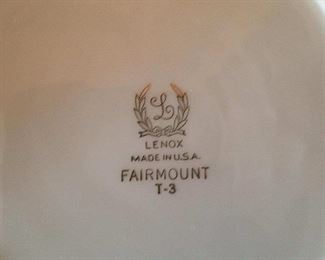 L
LENOX
MADE IN U.S.A.
FAIRMOUNT
T-3